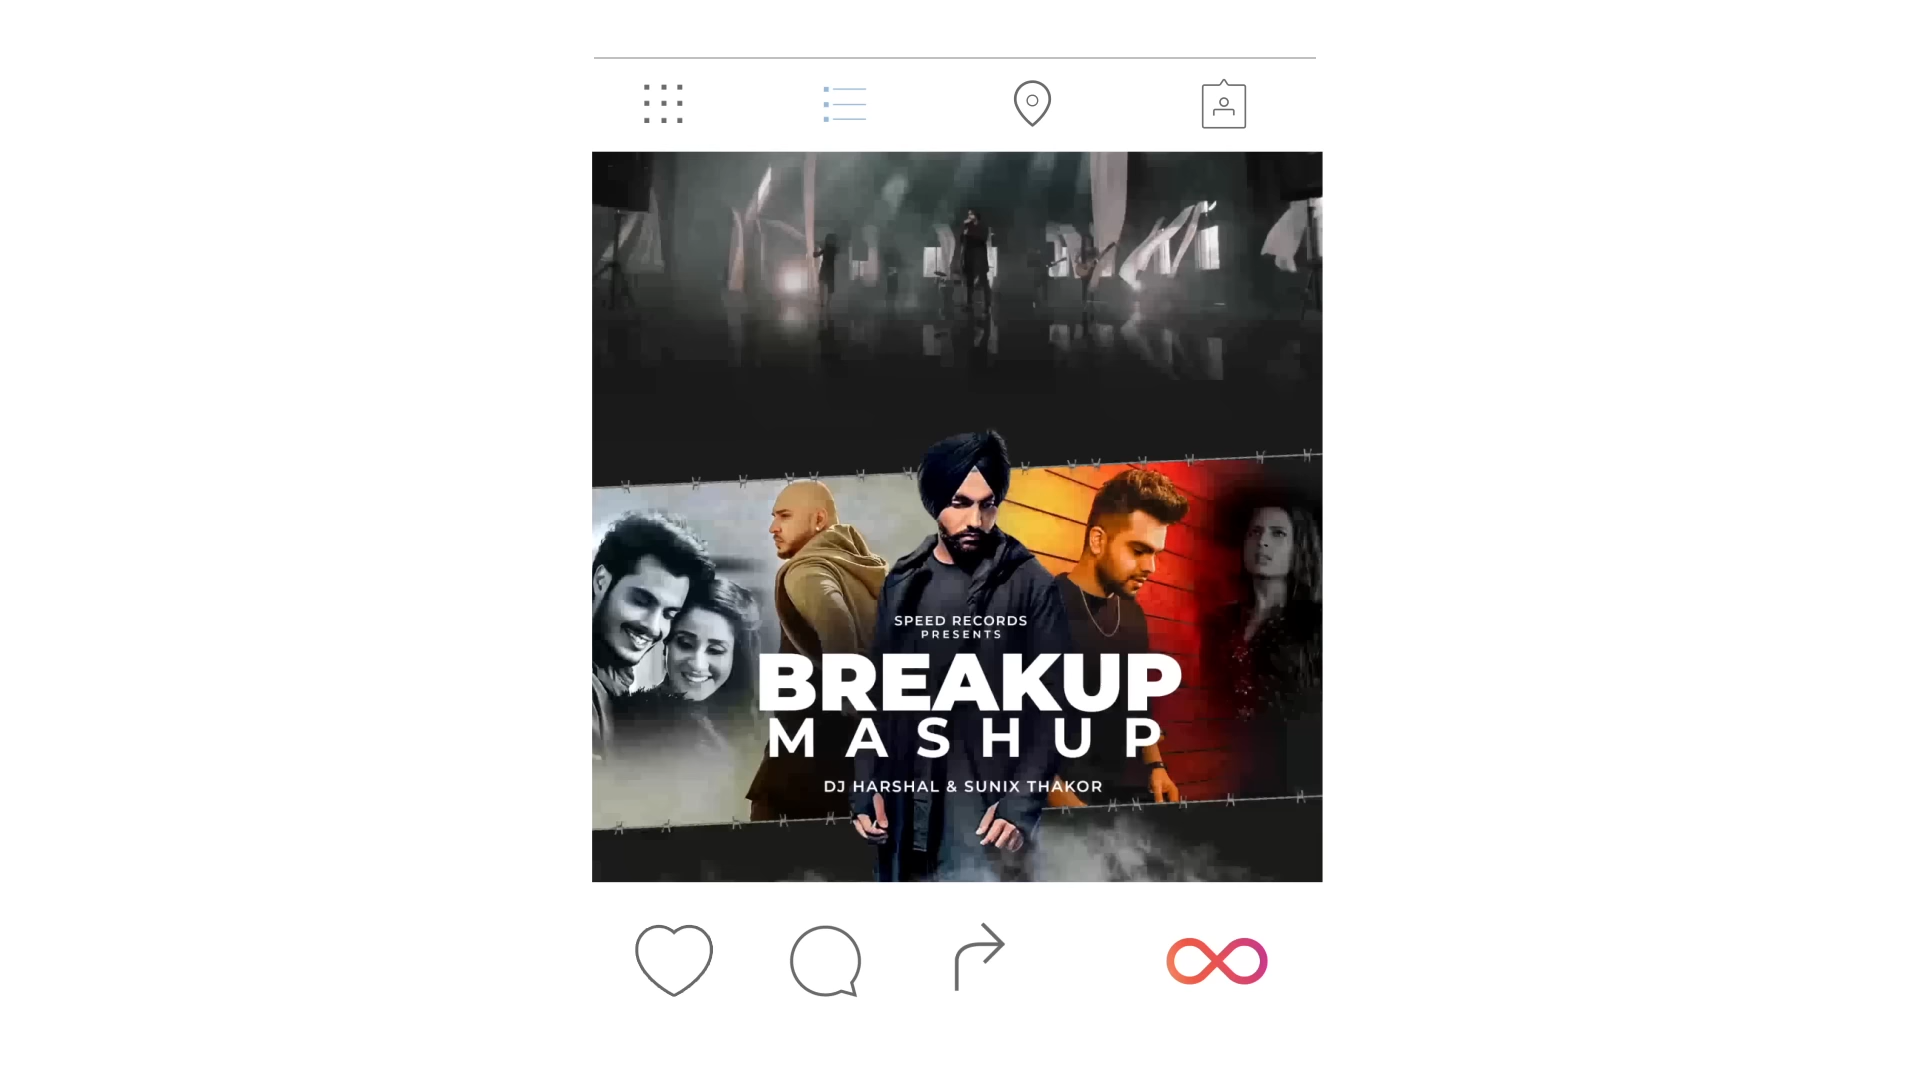 SPEED RECORDS
PRESENTS
BREAKUP
MASHUP
DJ HARSHAL & SUNIX THAKOR